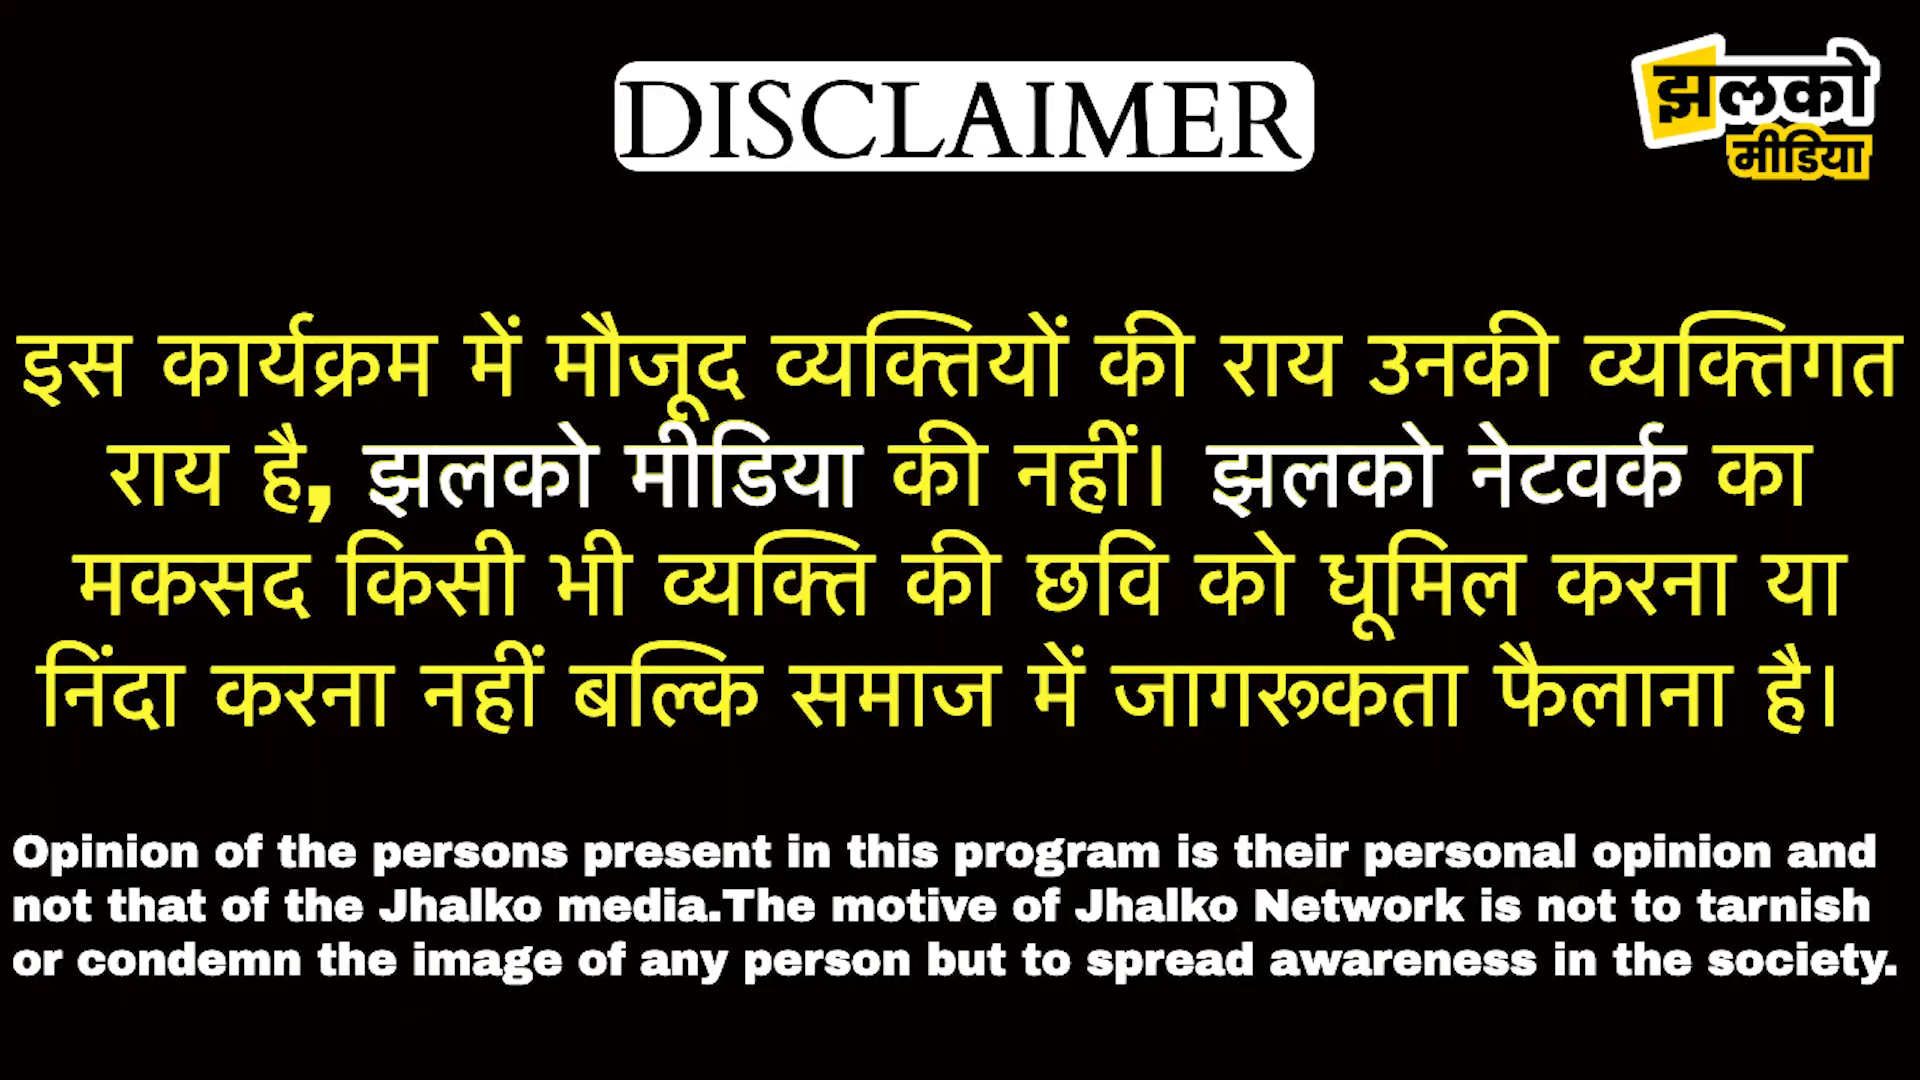 DISCLAIMER
झलको
मीडिया
इस कार्यक्रम में मौजूद व्यक्तियों की राय उनकी व्यक्तिगत
राय है, झलको मीडिया की नहीं। झलको नेटवर्क का
मकसद किसी भी व्यक्ति की छवि को धूमिल करना या
निंदा करना नहीं बल्कि समाज में जागरूकता फैलाना है।
Opinion of the persons present in this program is their personal opinion and
not that of the Jhalko media.The motive of Jhalko Network is not to tarnish
or condemn the image of any person but to spread awareness in the society.